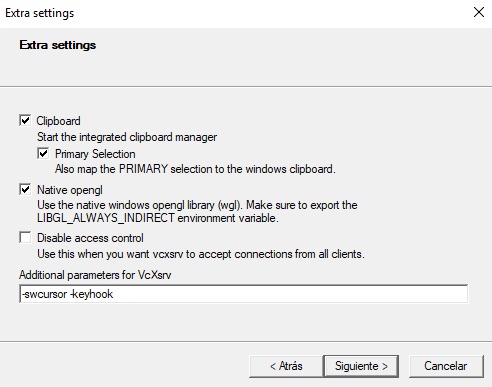 Extra settings
Extra settings
Clipboard
Start the integrated clipboard manager
Primary Selection
Also map the PRIMARY selection to the windows clipboard.
Native opengl
Use the native windows opengl library (wgl). Make sure to export the
LIBGL_ALWAYS_INDIRECT environment variable.
Disable access control
Use this when you want vcxsrv to accept connections from all clients.
Additional parameters for VcXsrv
-swcursor -keyhook
< Atrás
Siguiente >
Cancelar